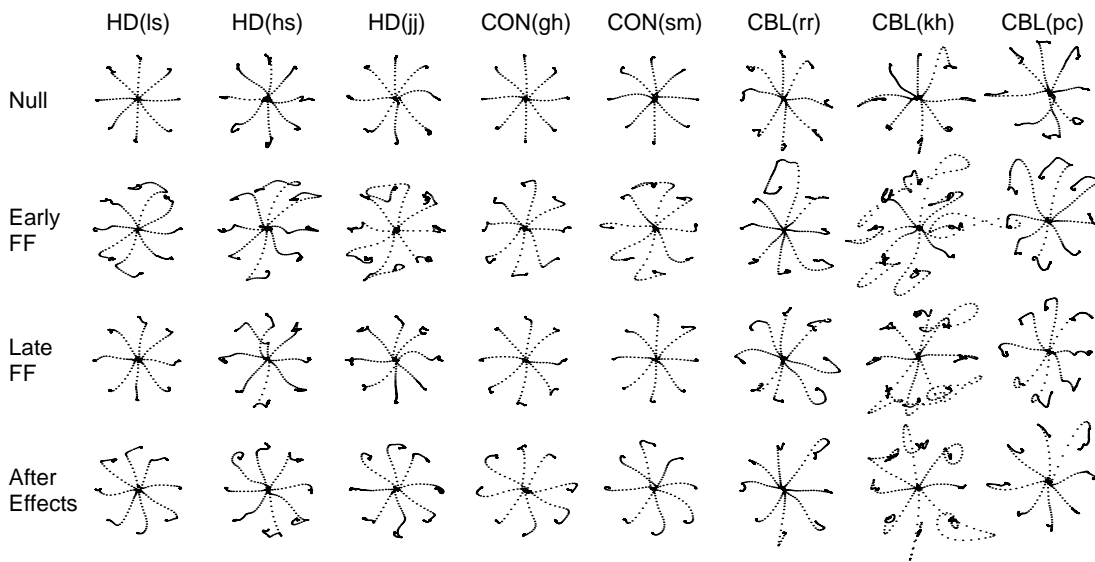 HD(ls) HD(hs) HD(jj) CON(gh) CON(sm) CBL(rr) CBL(kh) CBL(pc)
Null
Early
FF
Late
FF
After
Effects